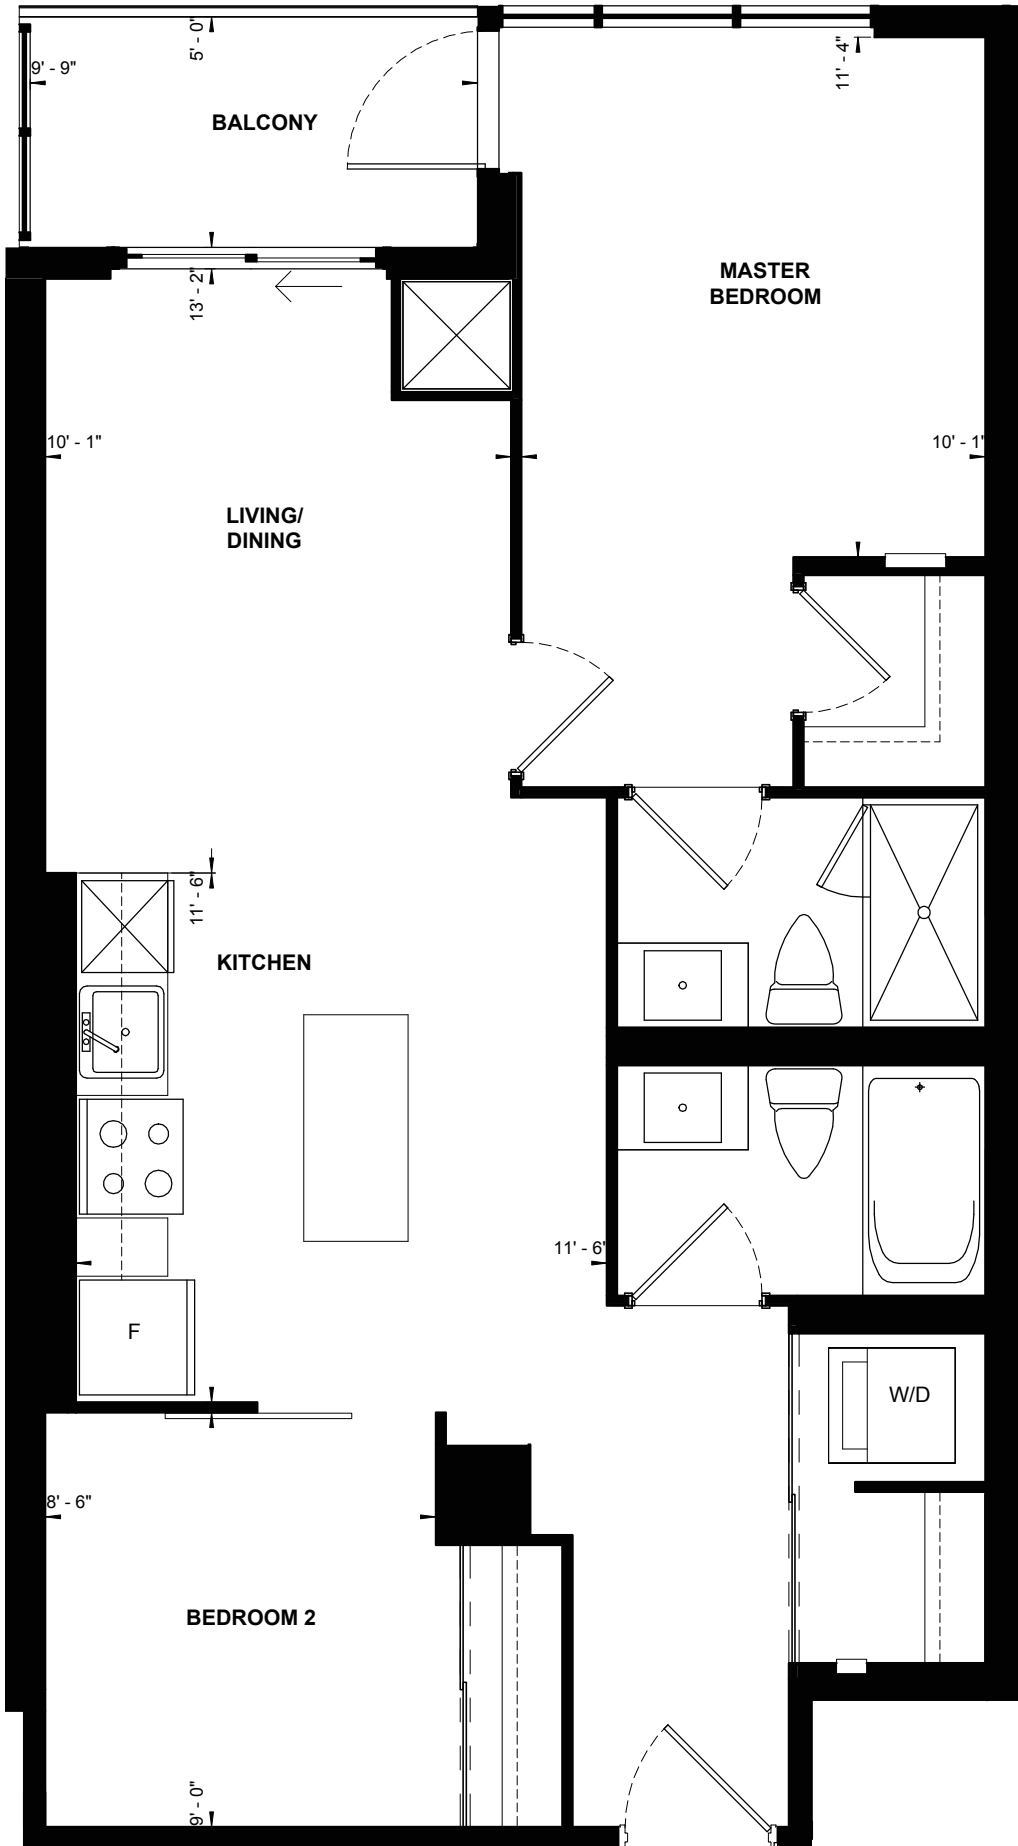 5' - 0"
9' - 9"
11' - 4"
BALCONY
13' - 2"
MASTER
BEDROOM
10' - 1"
10' - 1"
LIVING/
DINING
11' - 6"
KITCHEN
11' - 6"
F
W/D
8' - 6"
BEDROOM 2
9' - 0"